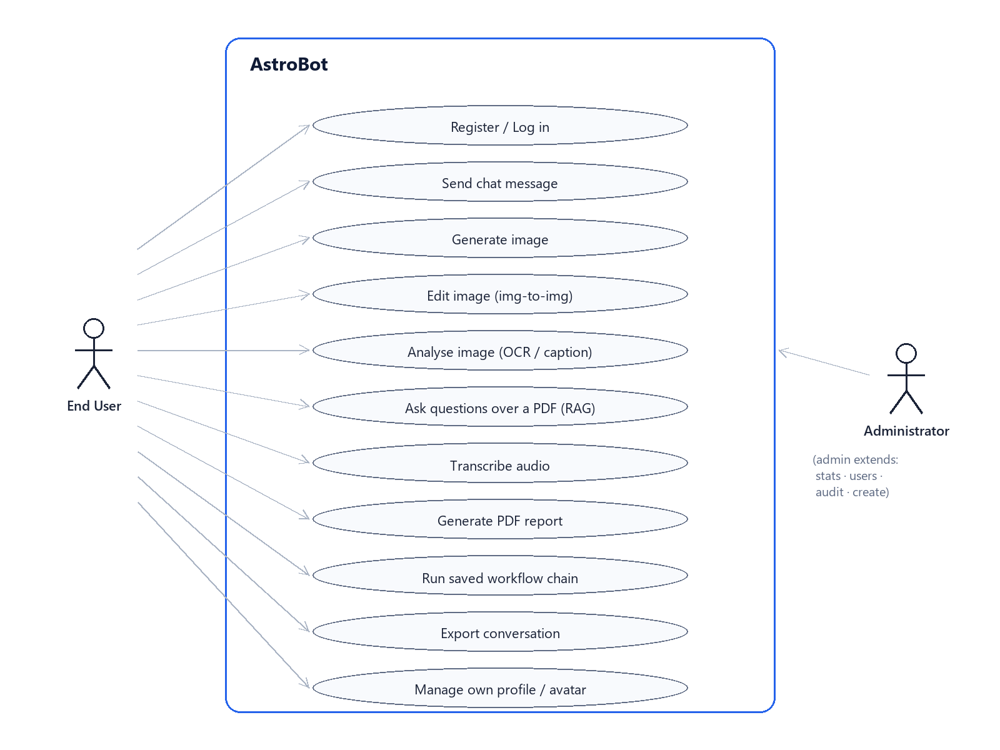 AstroBot
Register / Log in
Send chat message
Generate image
Edit image (img-to-img)
Analyse image (OCR / caption)
Ask questions over a PDF (RAG)
Transcribe audio
Generate PDF report
Run saved workflow chain
Export conversation
Manage own profile / avatar
End User
Administrator
(admin extends:
stats · users ·
audit · create)